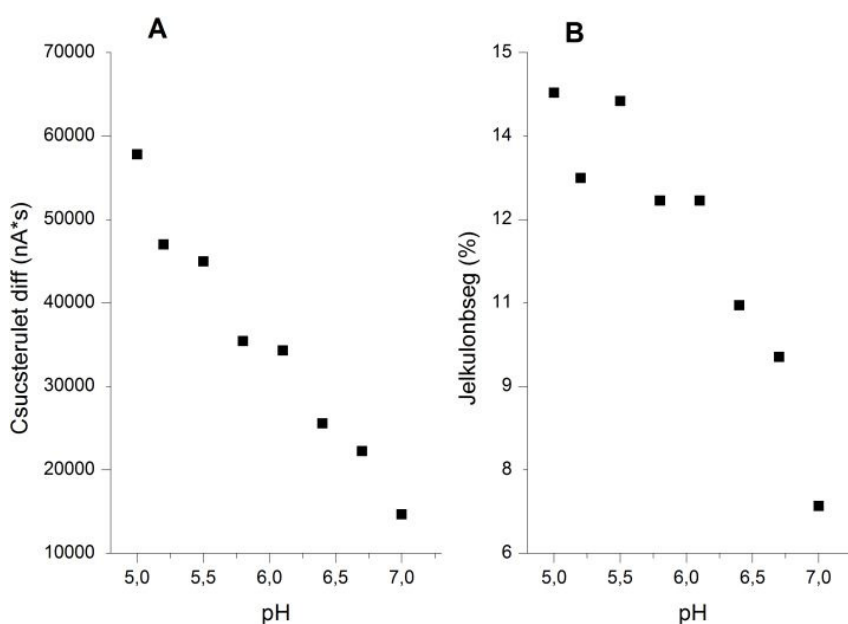 A
70000
60000
50000
40000
30000
20000
10000
Csucsterulet diff (nA*s)
5,0 5,5 6,0 6,5 7,0
pH
B
15
14
12
11
9
8
6
Jelkulonbseg (%)
5,0 5,5 6,0 6,5 7,0
pH